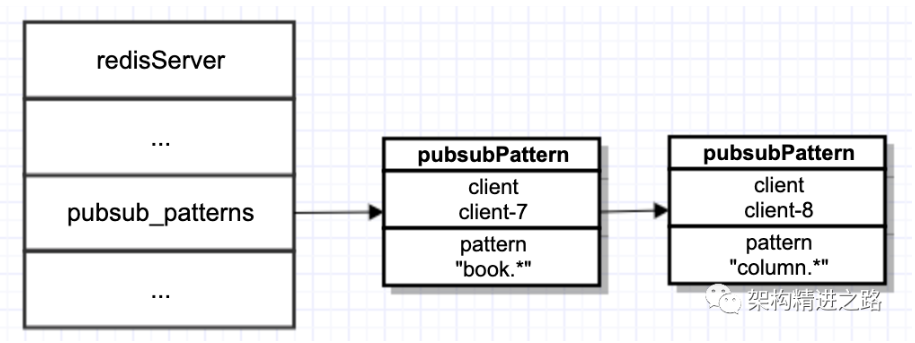 redisServer
...
pubsub_patterns
...
pubsubPattern
client
client-7
pattern
"book.*"
pubsubPattern
client
client-8
pattern
"column.*"
架构精进之路